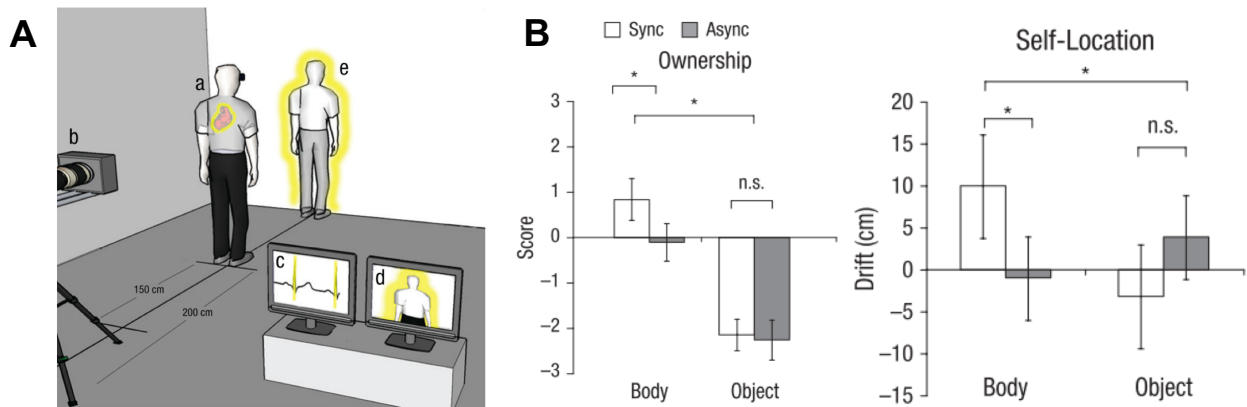 A
a
e
b
c
d
150 cm
200 cm
B
Sync Async
Ownership
Score
3
2
1
0
−1
−2
−3
*
*
n.s.
Body Object
Self-Location
Drift (cm)
20
15
10
5
0
−5
−10
−15
*
*
n.s.
Body Object